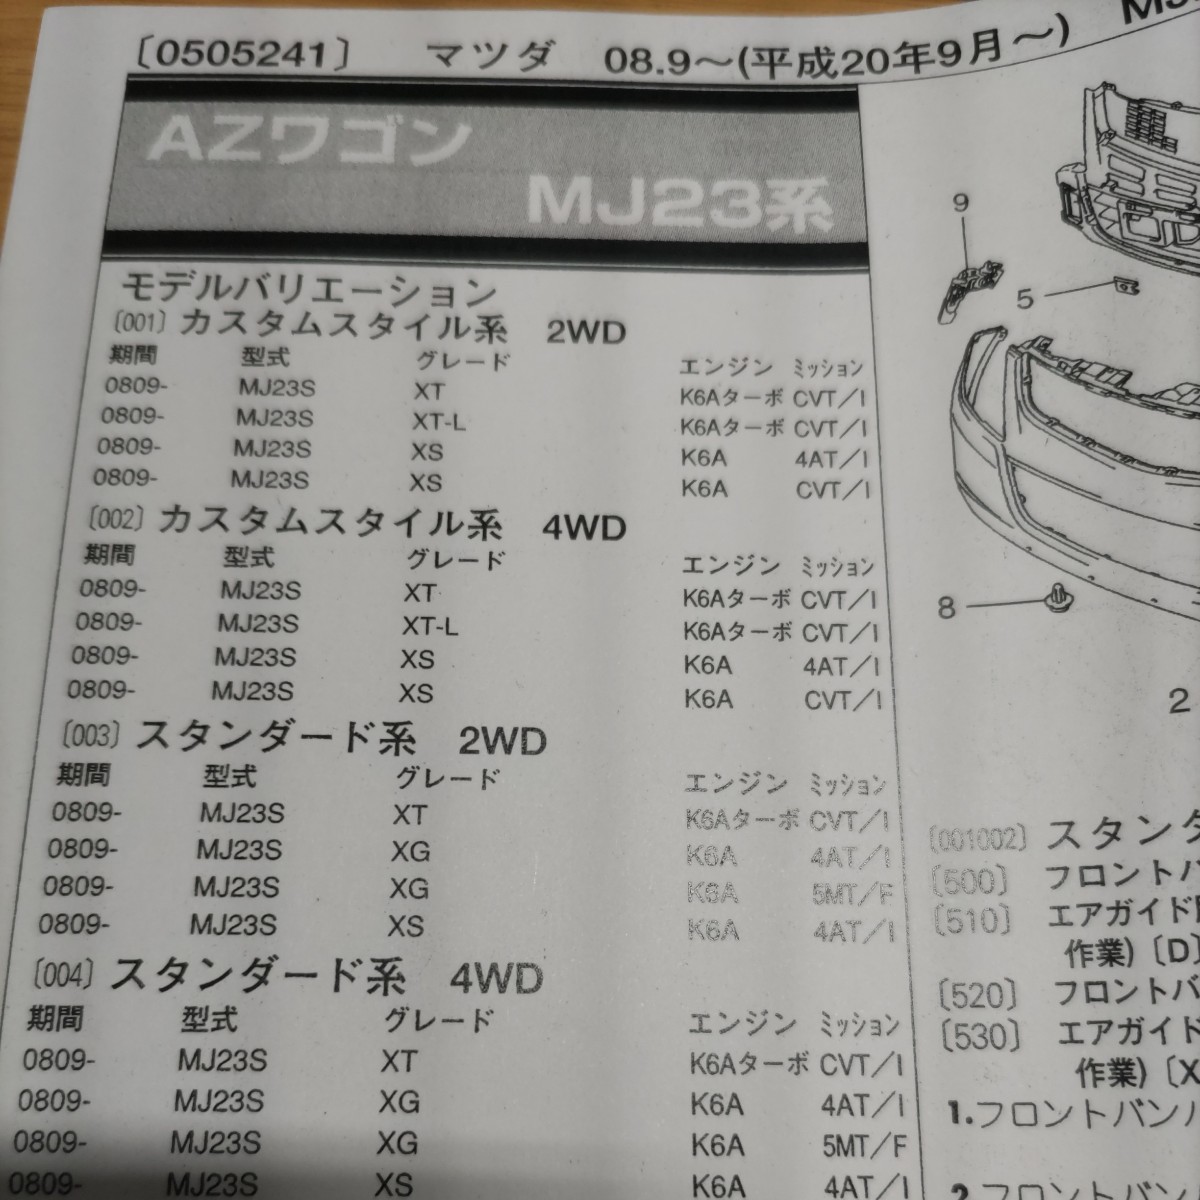 〔0505241〕 マツダ 08.9〜(平成20年9月〜)
AZワゴン
MJ23系
モデルバリエーション
〔001〕カスタムスタイル系 2WD
期間 型式 グレード エンジン ミッション
0809- MJ23S XT K6Aターボ CVT/I
0809- MJ23S XT-L K6Aターボ CVT/I
0809- MJ23S XS K6A 4AT/I
0809- MJ23S XS K6A CVT/I
〔002〕カスタムスタイル系 4WD
期間 型式 グレード エンジン ミッション
0809- MJ23S XT K6Aターボ CVT/I
0809- MJ23S XT-L K6Aターボ CVT/I
0809- MJ23S XS K6A 4AT/I
0809- MJ23S XS K6A CVT/I
〔003〕スタンダード系 2WD
期間 型式 グレード エンジン ミッション
0809- MJ23S XT K6Aターボ CVT/I
0809- MJ23S XG K6A 4AT/I
0809- MJ23S XG K6A 5MT/F
0809- MJ23S XS K6A 4AT/I
〔004〕スタンダード系 4WD
期間 型式 グレード エンジン ミッション
0809- MJ23S XT K6Aターボ CVT/I
0809- MJ23S XG K6A 4AT/I
0809- MJ23S XG K6A 5MT/F
0809- MJ23S XS K6A 4AT/I
9
5
8
2
〔001002〕スタンダ
〔500〕 フロントバ
〔510〕 エアガイド
作業)〔D〕
〔520〕 フロントバ
〔530〕 エアガイド
作業)〔X
1.フロントバン
2.フロントバン